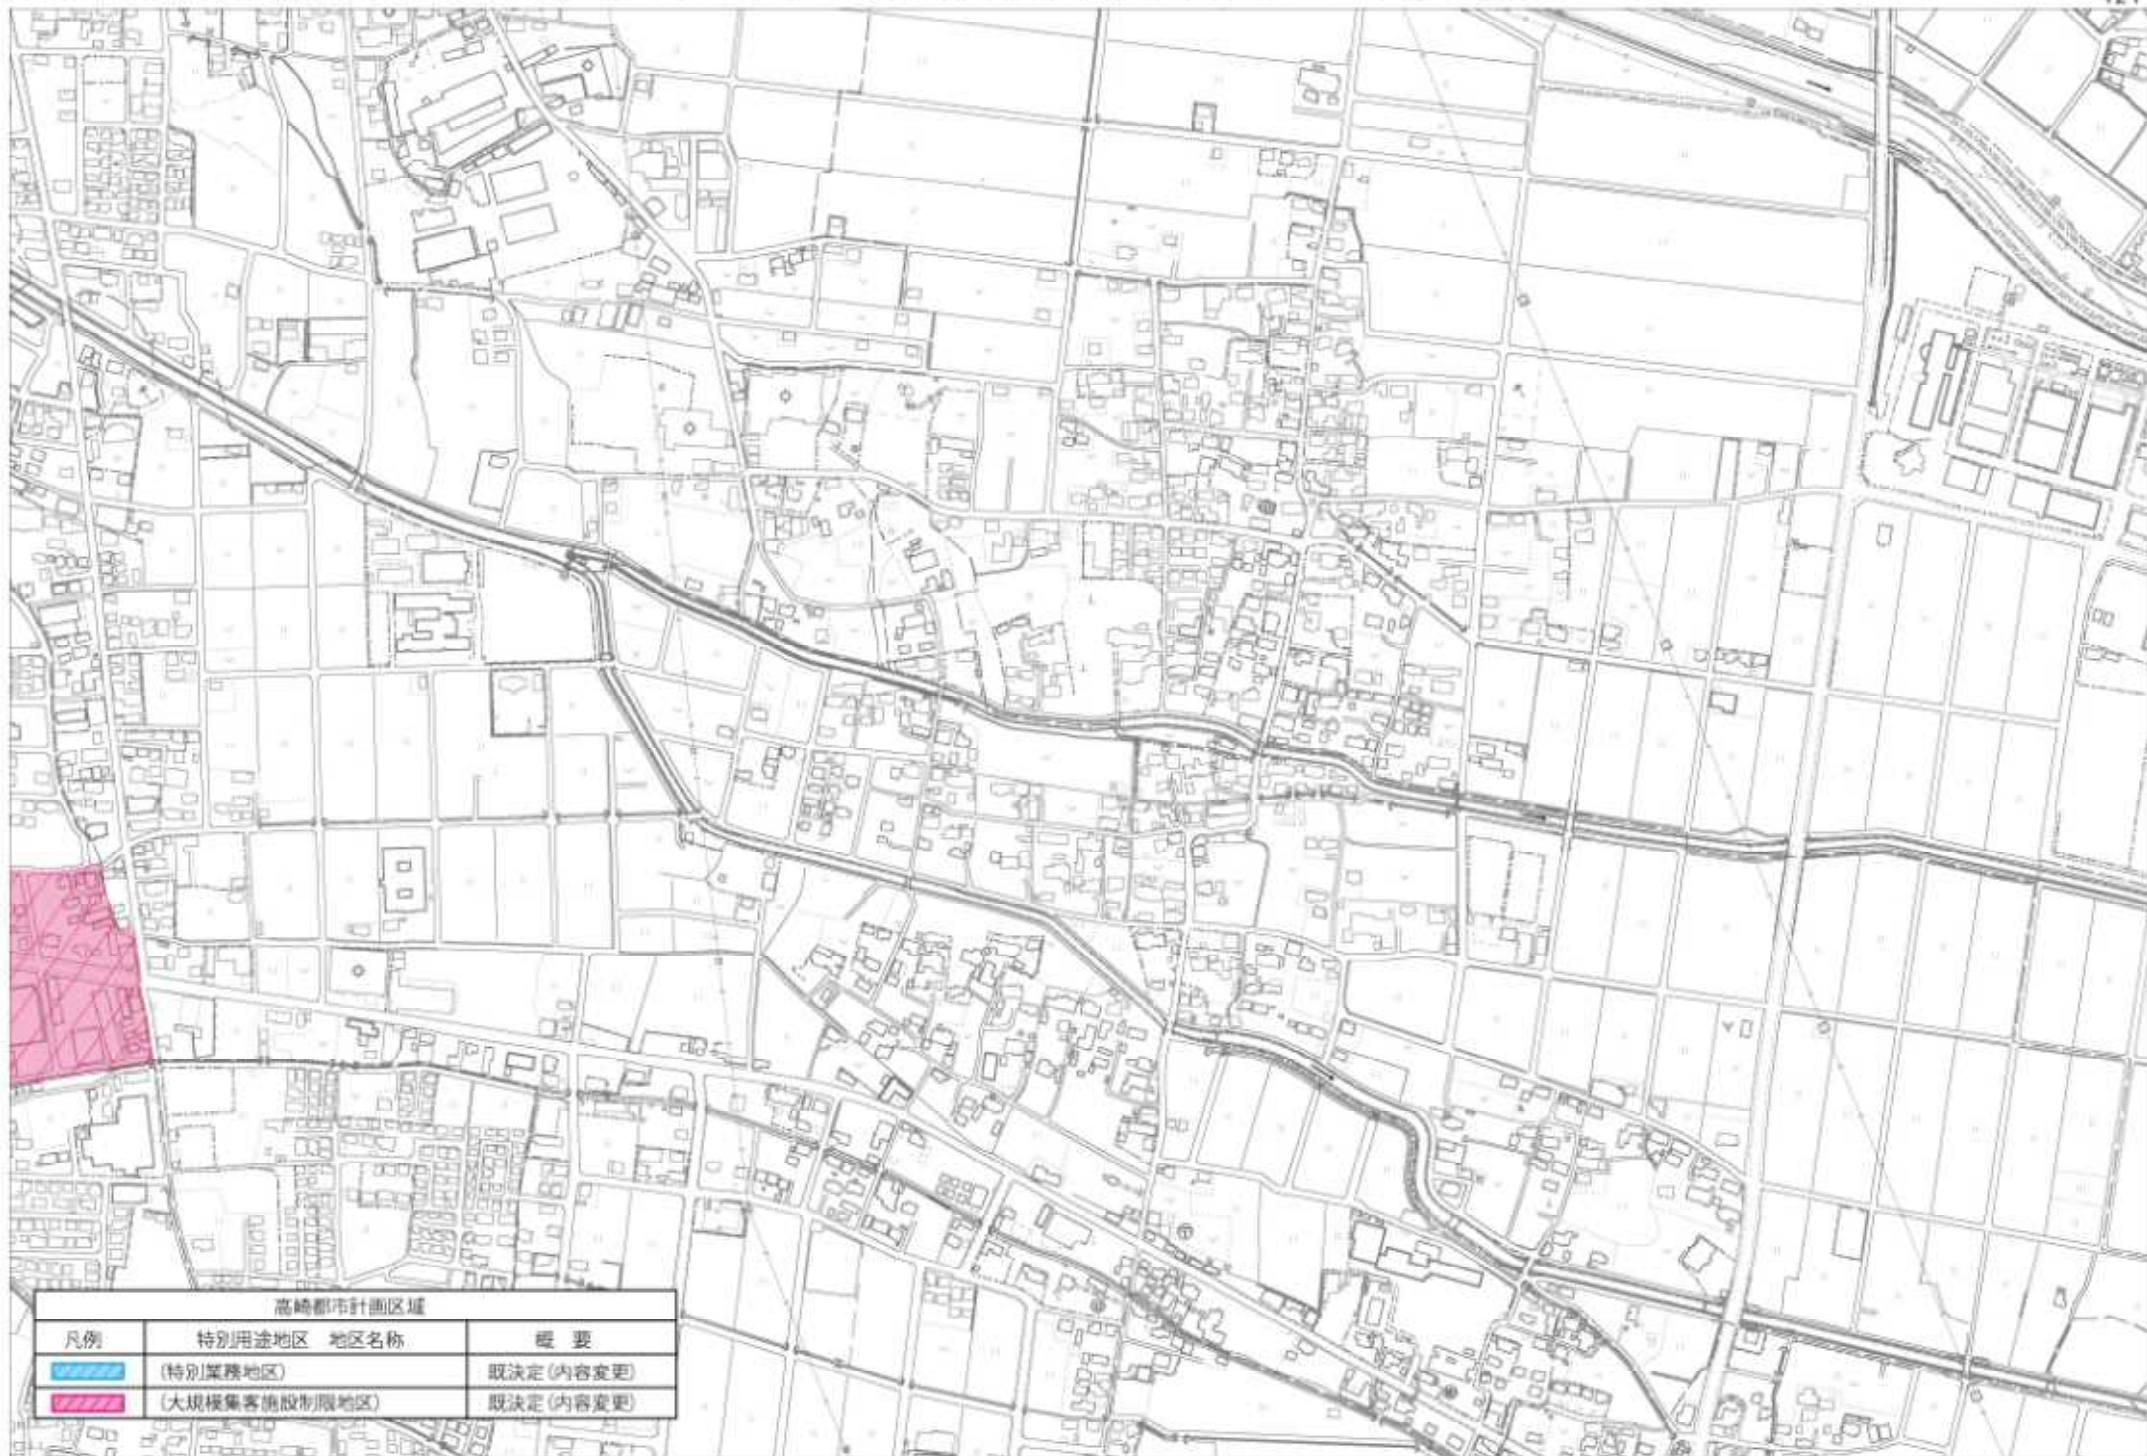 高崎都市計画区域
凡例 特別用途地区 地区名称 概 要
(特別業務地区) 既決定(内容変更)
(大規模集客施設制限地区) 既決定(内容変更)